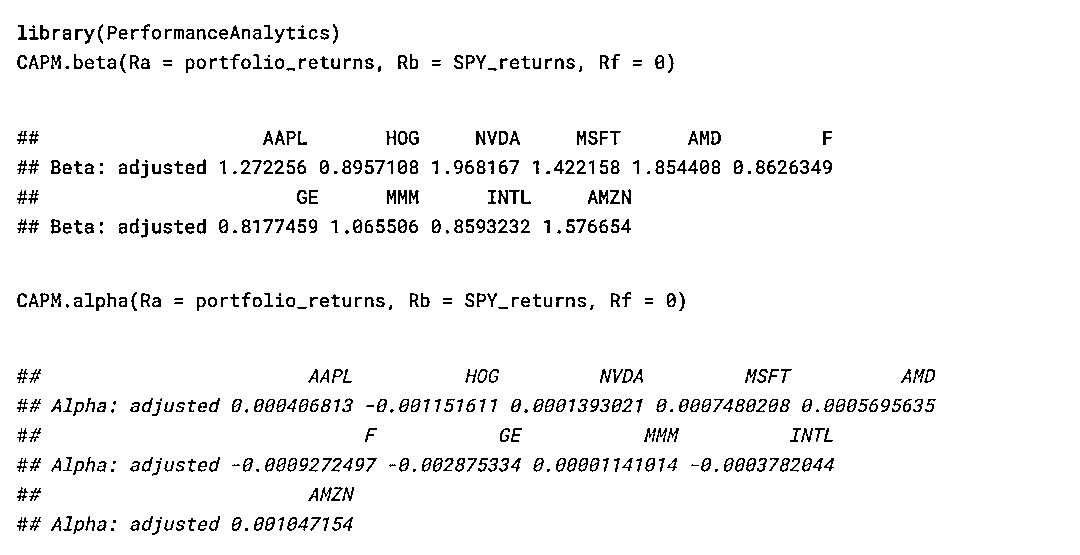 library(PerformanceAnalytics)
CAPM.beta(Ra = portfolio_returns, Rb = SPY_returns, Rf = 0)
## AAPL HOG NVDA MSFT AMD F
## Beta: adjusted 1.272256 0.8957108 1.968167 1.422158 1.854408 0.8626349
## GE MMM INTL AMZN
## Beta: adjusted 0.8177459 1.065506 0.8593232 1.576654
CAPM.alpha(Ra = portfolio_returns, Rb = SPY_returns, Rf = 0)
## AAPL HOG NVDA MSFT AMD
## Alpha: adjusted 0.000406813 -0.001151611 0.0001393021 0.0007480208 0.0005695635
## F GE MMM INTL
## Alpha: adjusted -0.0009272497 -0.002875334 0.00001141014 -0.0003782044
## AMZN
## Alpha: adjusted 0.001047154